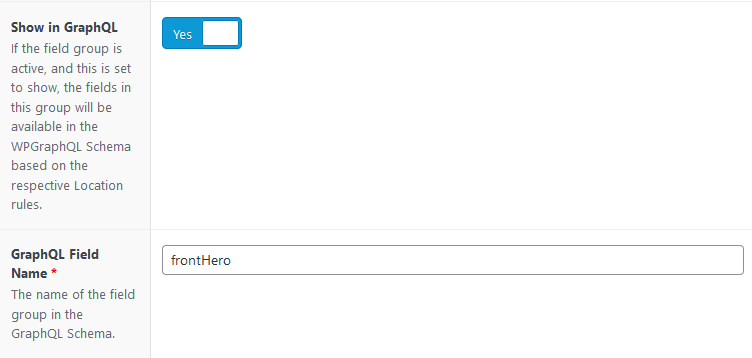 Show in GraphQL
Yes
If the field group is
active, and this is set
to show, the fields in
this group will be
available in the
WPGraphQL Schema
based on the
respective Location
rules.
GraphQL Field
Name *
frontHero
The name of the field
group in the
GraphQL Schema.